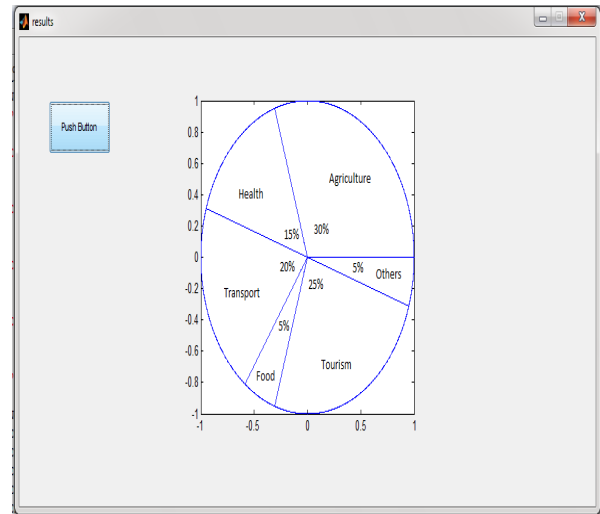 results
X
Push Button
1
0.8
0.6
0.4
0.2
0
-0.2
-0.4
-0.6
-0.8
-1
Agriculture
Health
30%
15%
20%
5%
Others
25%
Transport
5%
Food
Tourism
-1
-0.5
0
0.5
1